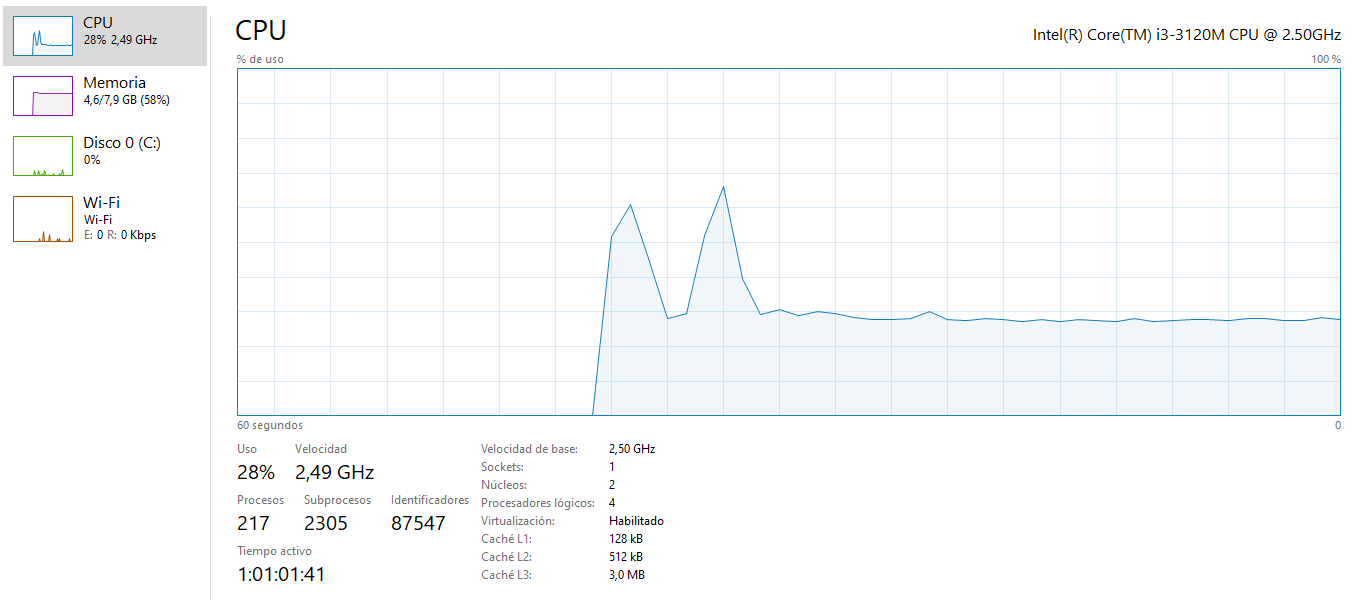 CPU
28% 2,49 GHz
Memoria
4,6/7,9 GB (58%)
Disco 0 (C:)
0%
Wi-Fi
Wi-Fi
E: 0 R: 0 Kbps
CPU
Intel(R) Core(TM) i3-3120M CPU @ 2.50GHz
% de uso
100 %
60 segundos
0
Uso
Velocidad
28%
2,49 GHz
Procesos
Subprocesos
Identificadores
217
2305
87547
Tiempo activo
1:01:01:41
Velocidad de base: 2,50 GHz
Sockets: 1
Núcleos: 2
Procesadores lógicos: 4
Virtualización: Habilitado
Caché L1: 128 kB
Caché L2: 512 kB
Caché L3: 3,0 MB